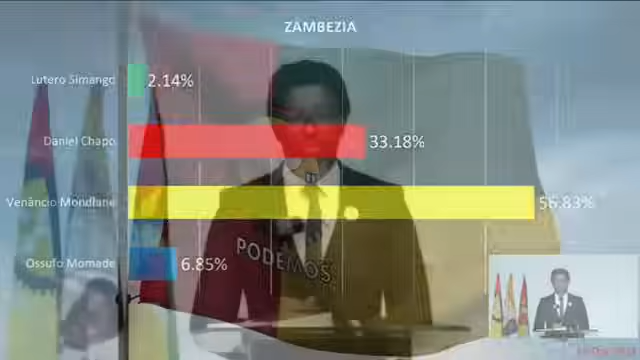 ZAMBEZIA
Lutero Simango
2.14%
Daniel Chapo
33.18%
Venâncio Mondlane
56.83%
Ossufo Momade
6.85%
PODEMOS